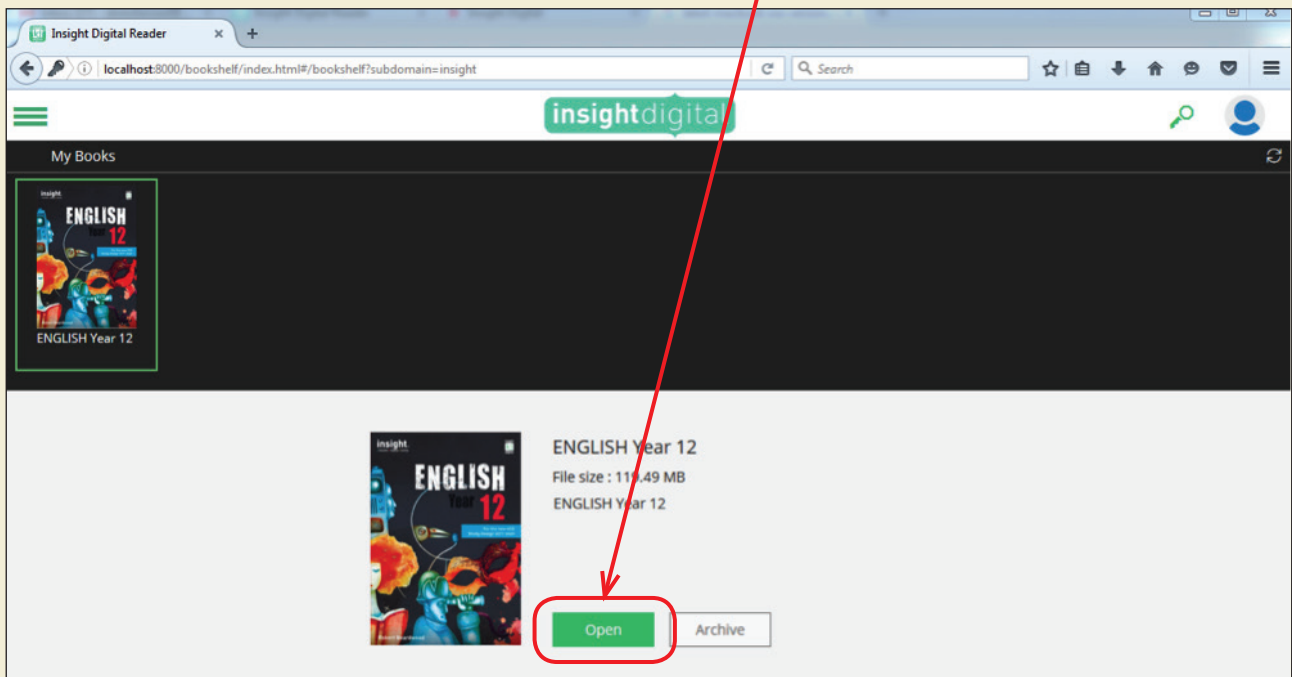 Insight Digital Reader
localhost:8000/bookshelf/index.html#/bookshelf?subdomain=insight
Search
insightdigital
My Books
insight
ENGLISH
Year 12
ENGLISH Year 12
insight
ENGLISH
Year 12
ENGLISH Year 12
File size : 119.49 MB
ENGLISH Year 12
Open
Archive